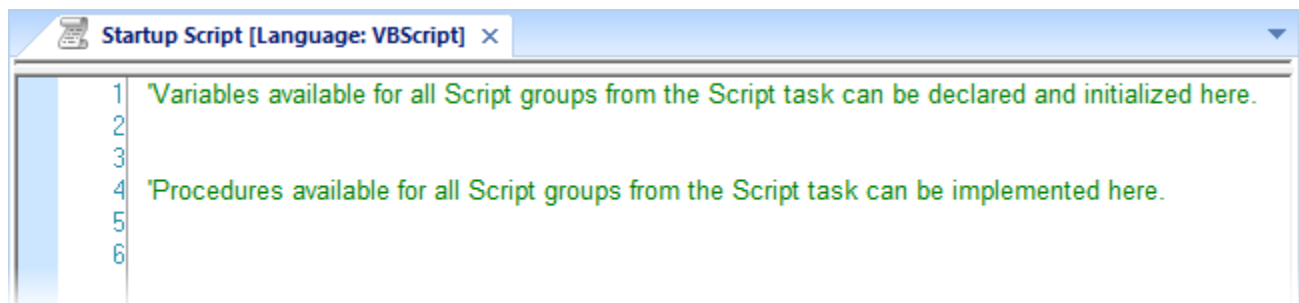 Startup Script [Language: VBScript] ×
1 'Variables available for all Script groups from the Script task can be declared and initialized here.
2
3
4 'Procedures available for all Script groups from the Script task can be implemented here.
5
6